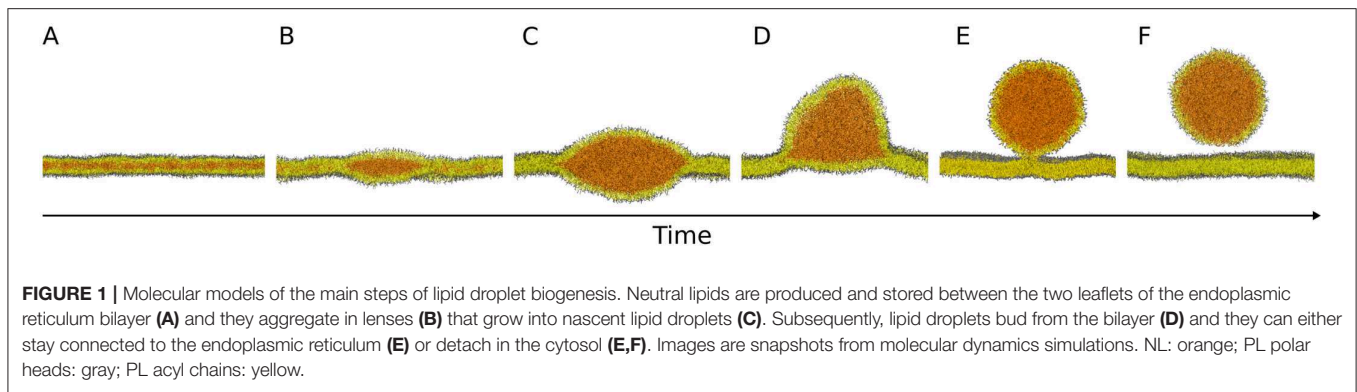 A B C D E F
Time
FIGURE 1 | Molecular models of the main steps of lipid droplet biogenesis. Neutral lipids are produced and stored between the two leaflets of the endoplasmic
reticulum bilayer (A) and they aggregate in lenses (B) that grow into nascent lipid droplets (C). Subsequently, lipid droplets bud from the bilayer (D) and they can either
stay connected to the endoplasmic reticulum (E) or detach in the cytosol (E,F). Images are snapshots from molecular dynamics simulations. NL: orange; PL polar
heads: gray; PL acyl chains: yellow.